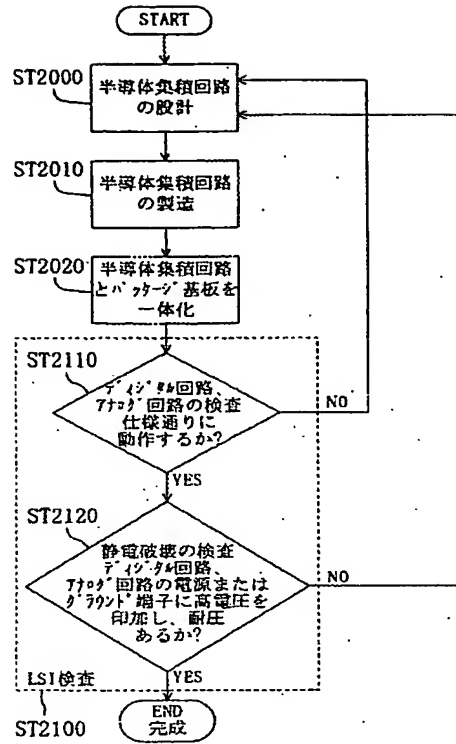 START
ST2000
半導体集積回路
の設計
ST2010
半導体集積回路
の製造
ST2020
半導体集積回路
とパッケージ基板を
一体化
ST2110
ディジタル回路、
アナログ回路の検査
仕様通りに
動作するか?
NO
YES
ST2120
静電破壊の検査
ディジタル回路、
アナログ回路の電源または
グラウンド端子に高電圧を
印加し、耐圧
あるか?
NO
YES
LSI検査
ST2100
END
完成